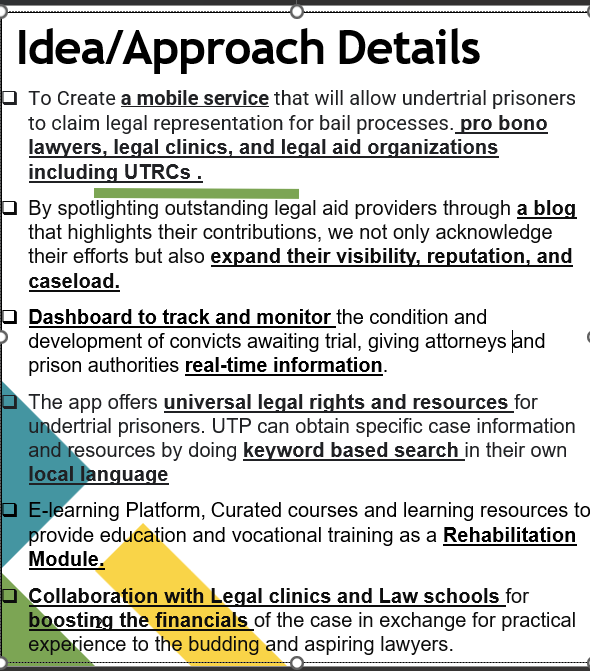 Idea/Approach Details
To Create a mobile service that will allow undertrial prisoners
to claim legal representation for bail processes. pro bono
lawyers, legal clinics, and legal aid organizations
including UTRCs .
By spotlighting outstanding legal aid providers through a blog
that highlights their contributions, we not only acknowledge
their efforts but also expand their visibility, reputation, and
caseload.
Dashboard to track and monitor the condition and
development of convicts awaiting trial, giving attorneys and
prison authorities real-time information.
The app offers universal legal rights and resources for
undertrial prisoners. UTP can obtain specific case information
and resources by doing keyword based search in their own
local language
E-learning Platform, Curated courses and learning resources to
provide education and vocational training as a Rehabilitation
Module.
Collaboration with Legal clinics and Law schools for
boosting the financials of the case in exchange for practical
experience to the budding and aspiring lawyers.